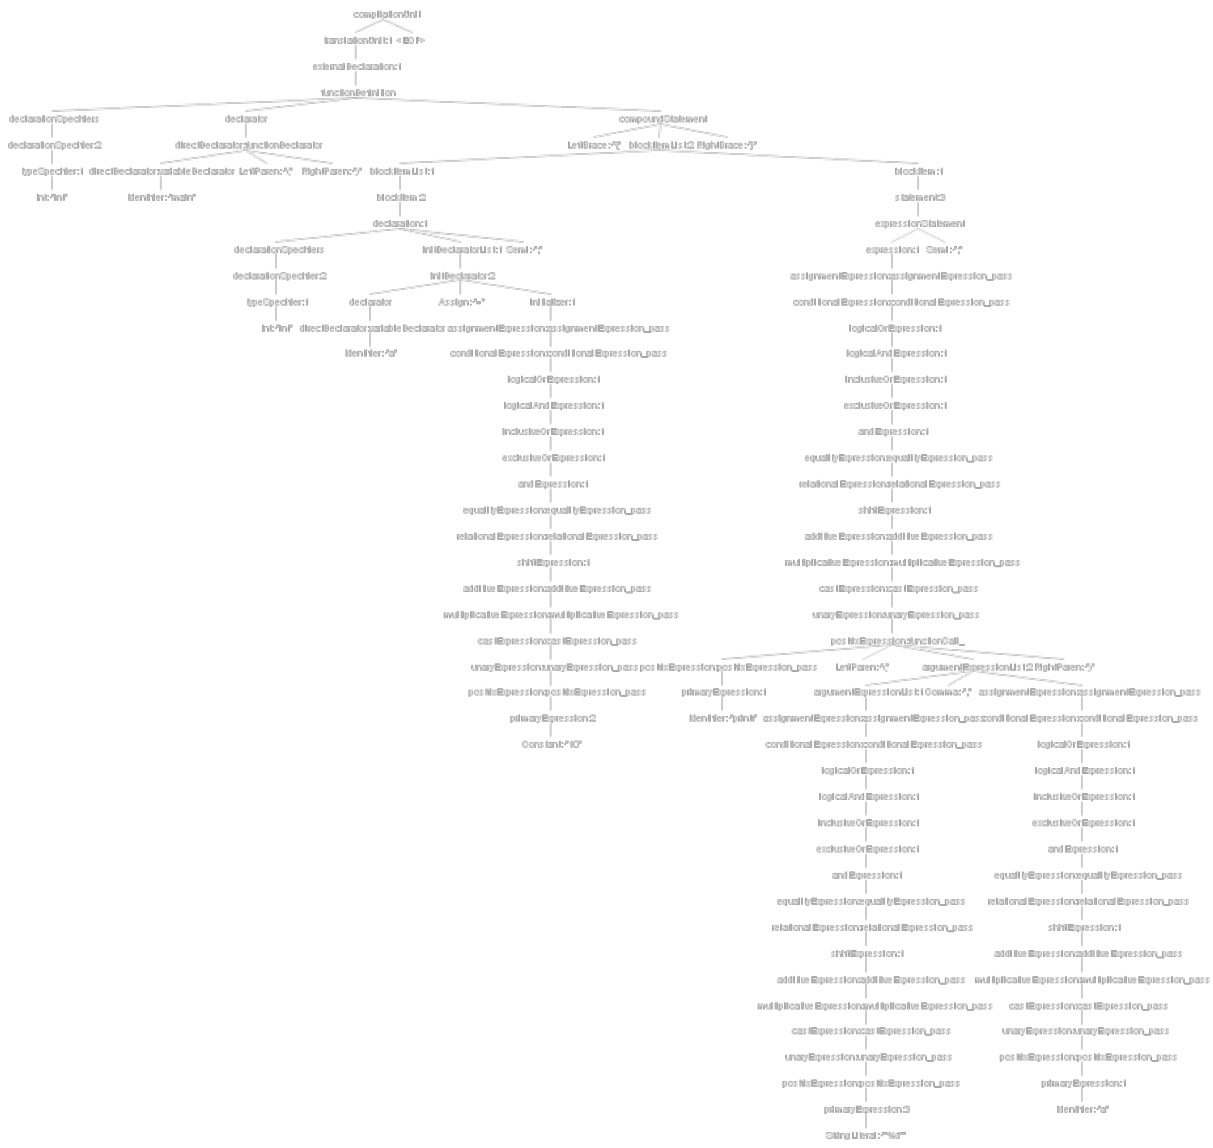 compilationUnit
translationUnit:1 <EOF>
externalDeclaration:1
functionDefinition
declarationSpecifiers declarator compoundStatement
declarationSpecifier:2 directDeclarator:functionDeclarator LeftBrace:"{" blockItemList:2 RightBrace:"}"
typeSpecifier:1 directDeclarator:variableDeclarator LeftParen:"(" RightParen:")" blockItemList:1 blockItem:1
Int:"int" Identifier:"main" blockItem:2 statement:3
declaration:1 expressionStatement
declarationSpecifiers initDeclaratorList:1 Semi:";" expression:1 Semi:";"
declarationSpecifier:2 initDeclarator:2 assignmentExpression:assignmentExpression_pass
typeSpecifier:1 declarator Assign:"=" initializer:1 conditionalExpression:conditionalExpression_pass
Int:"int" directDeclarator:variableDeclarator assignmentExpression:assignmentExpression_pass logicalOrExpression:1
Identifier:"a" conditionalExpression:conditionalExpression_pass logicalAndExpression:1
logicalOrExpression:1 inclusiveOrExpression:1
logicalAndExpression:1 exclusiveOrExpression:1
inclusiveOrExpression:1 andExpression:1
exclusiveOrExpression:1 equalityExpression:equalityExpression_pass
andExpression:1 relationalExpression:relationalExpression_pass
equalityExpression:equalityExpression_pass shiftExpression:1
relationalExpression:relationalExpression_pass additiveExpression:additiveExpression_pass
shiftExpression:1 multiplicativeExpression:multiplicativeExpression_pass
additiveExpression:additiveExpression_pass castExpression:castExpression_pass
multiplicativeExpression:multiplicativeExpression_pass unaryExpression:unaryExpression_pass
castExpression:castExpression_pass postfixExpression:functionCall_
unaryExpression:unaryExpression_pass postfixExpression:postfixExpression_pass LeftParen:"(" argumentExpressionList:2 RightParen:")"
postfixExpression:postfixExpression_pass primaryExpression:1 argumentExpressionList:1 Comma:"," assignmentExpression:assignmentExpression_pass
primaryExpression:2 Identifier:"printf" assignmentExpression:assignmentExpression_pass conditionalExpression:conditionalExpression_pass
Constant:"10" conditionalExpression:conditionalExpression_pass logicalOrExpression:1
logicalOrExpression:1 logicalAndExpression:1
logicalAndExpression:1 inclusiveOrExpression:1
inclusiveOrExpression:1 exclusiveOrExpression:1
exclusiveOrExpression:1 andExpression:1
andExpression:1 equalityExpression:equalityExpression_pass
equalityExpression:equalityExpression_pass relationalExpression:relationalExpression_pass
relationalExpression:relationalExpression_pass shiftExpression:1
shiftExpression:1 additiveExpression:additiveExpression_pass
additiveExpression:additiveExpression_pass multiplicativeExpression:multiplicativeExpression_pass
multiplicativeExpression:multiplicativeExpression_pass castExpression:castExpression_pass
castExpression:castExpression_pass unaryExpression:unaryExpression_pass
unaryExpression:unaryExpression_pass postfixExpression:postfixExpression_pass
postfixExpression:postfixExpression_pass primaryExpression:1
primaryExpression:3 Identifier:"a"
StringLiteral:""%d""